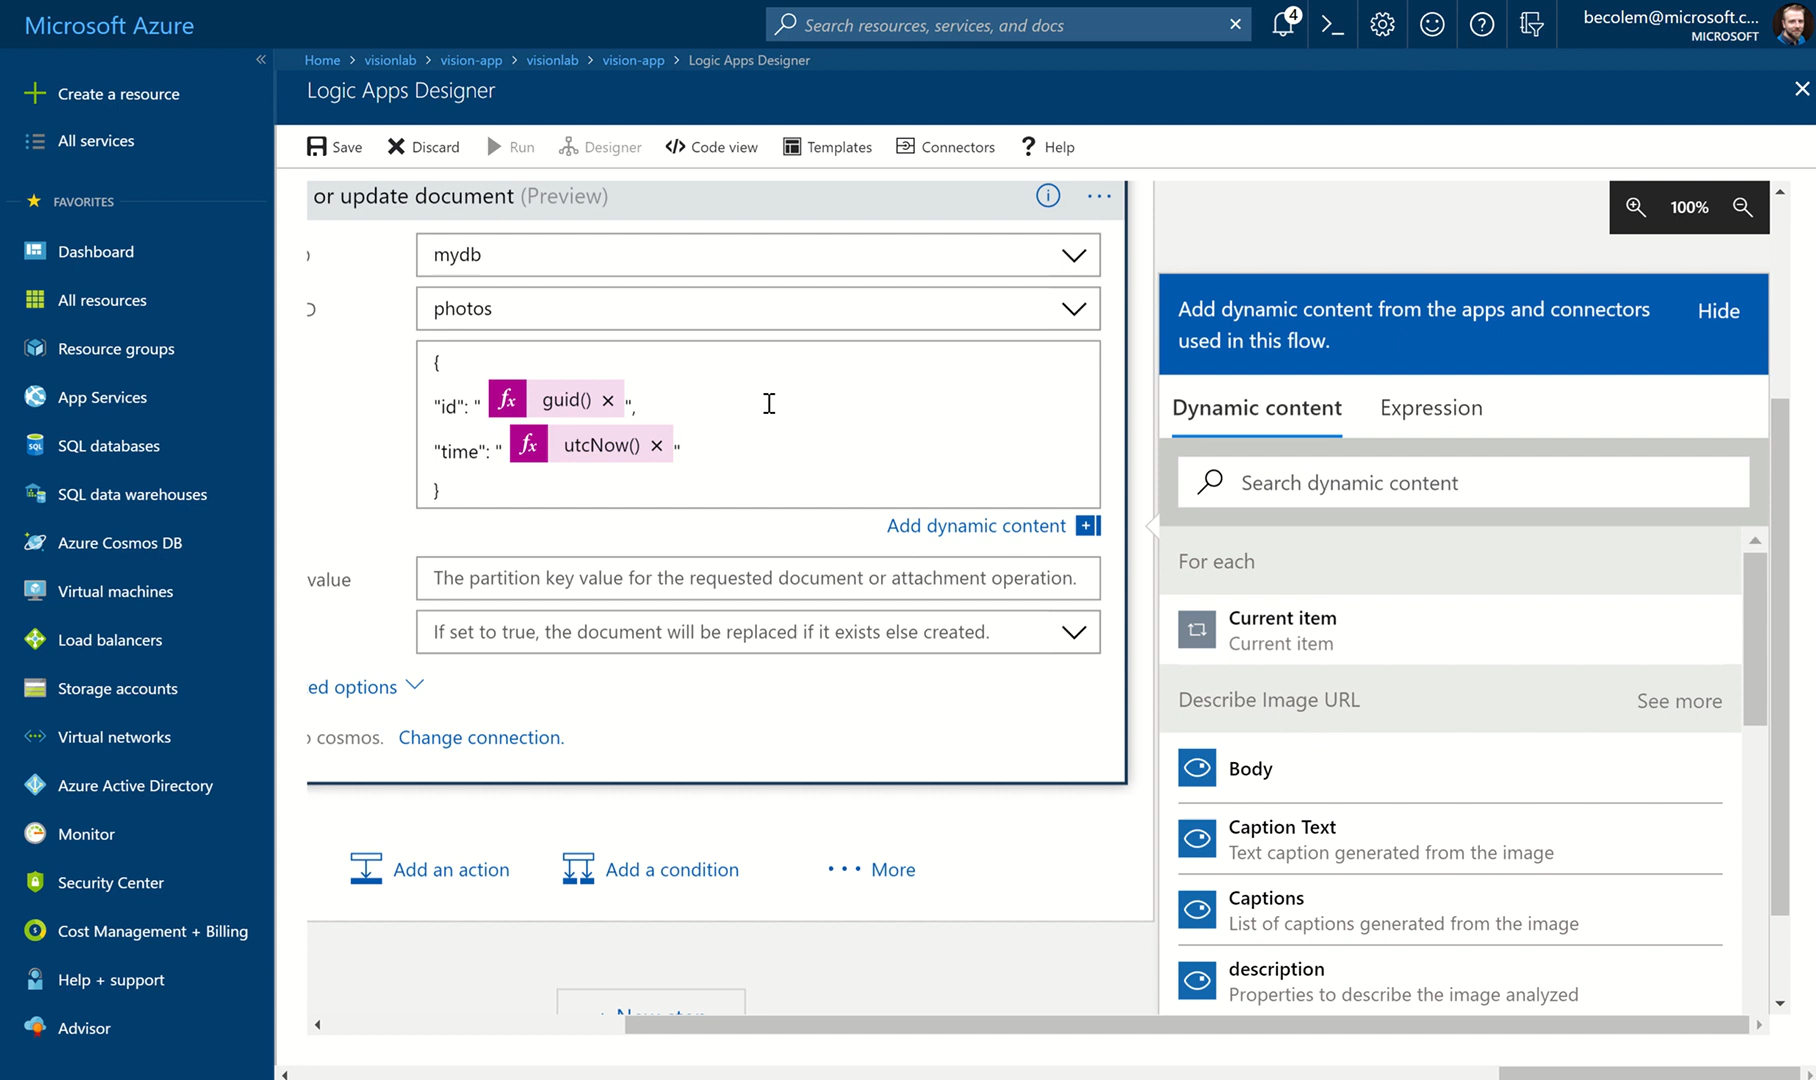 Microsoft Azure
Search resources, services, and docs
4
becolem@microsoft.c...
MICROSOFT
Home > visionlab > vision-app > visionlab > vision-app > Logic Apps Designer
Logic Apps Designer
Create a resource
All services
FAVORITES
Dashboard
All resources
Resource groups
App Services
SQL databases
SQL data warehouses
Azure Cosmos DB
Virtual machines
Load balancers
Storage accounts
Virtual networks
Azure Active Directory
Monitor
Security Center
Cost Management + Billing
Help + support
Advisor
Save
Discard
Run
Designer
Code view
Templates
Connectors
Help
or update document (Preview)
mydb
photos
{
"id": " fx guid() × ",
"time": " fx utcNow() × "
}
Add dynamic content
value
The partition key value for the requested document or attachment operation.
If set to true, the document will be replaced if it exists else created.
ed options
cosmos. Change connection.
Add an action
Add a condition
More
100%
Add dynamic content from the apps and connectors
used in this flow.
Hide
Dynamic content
Expression
Search dynamic content
For each
Current item
Current item
Describe Image URL
See more
Body
Caption Text
Text caption generated from the image
Captions
List of captions generated from the image
description
Properties to describe the image analyzed